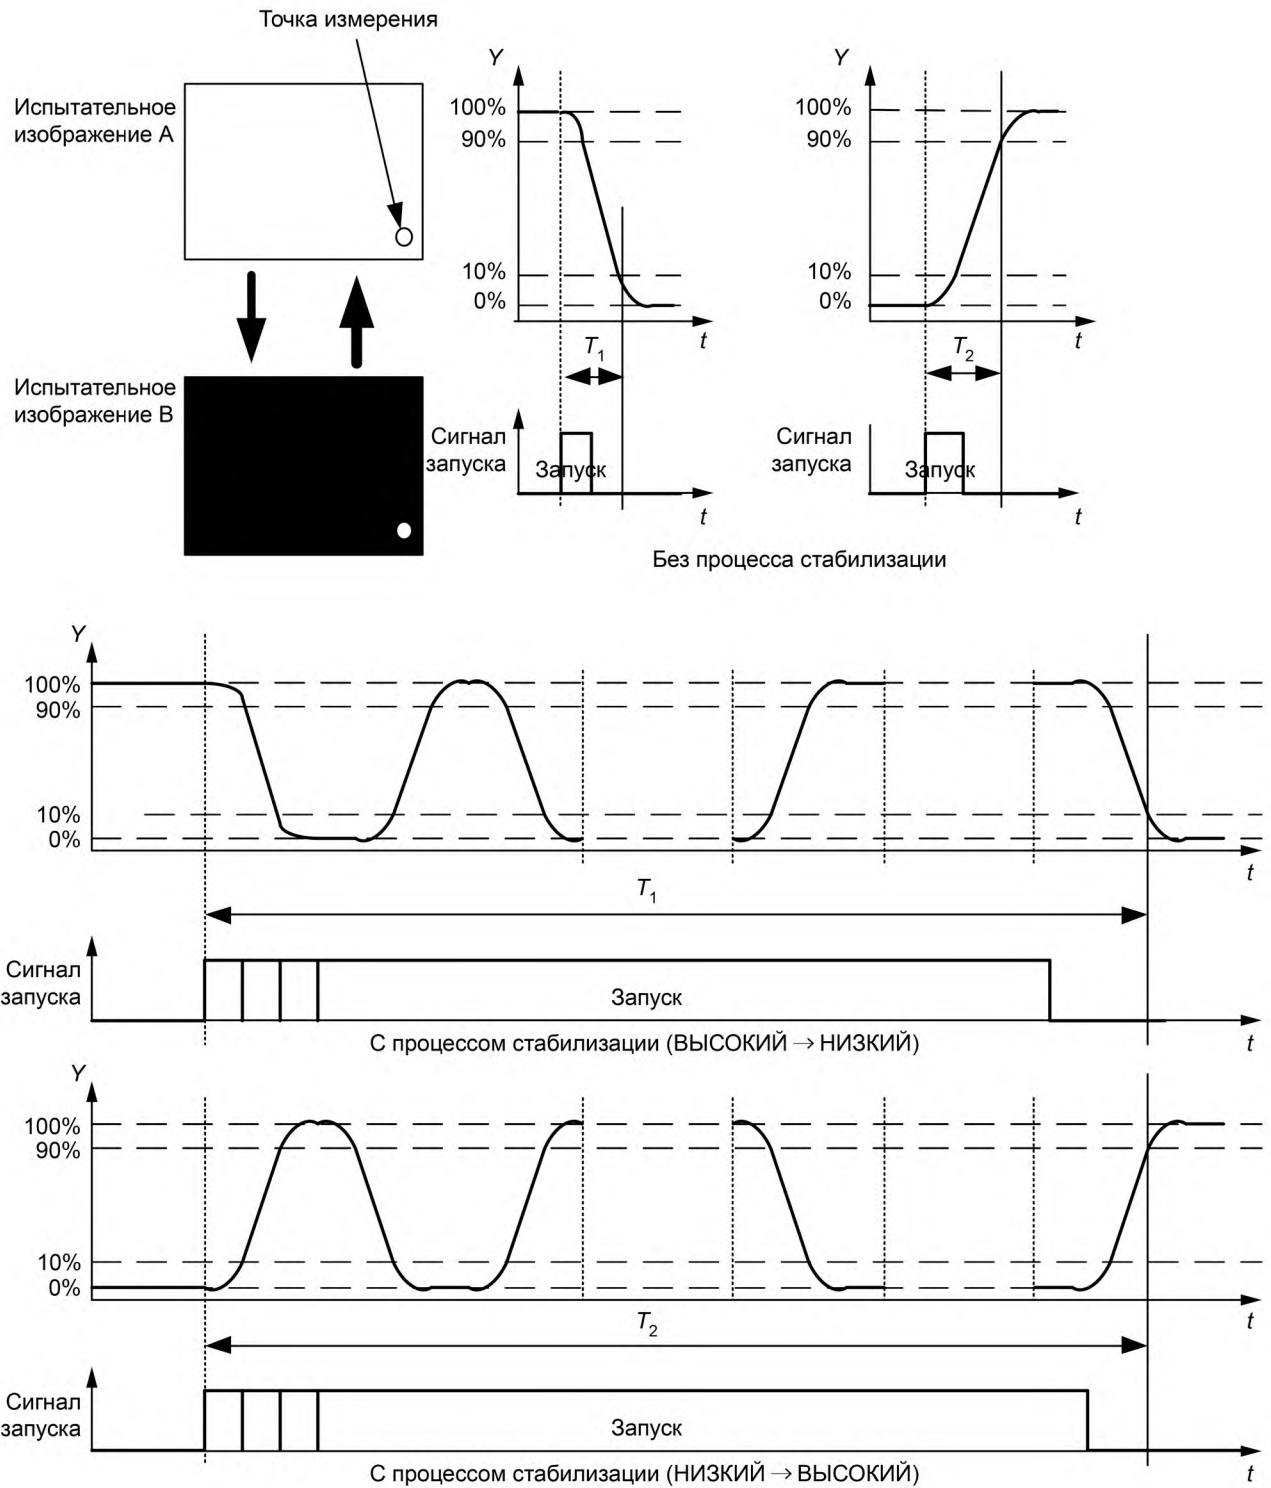 Точка измерения
Испытательное
изображение А
Испытательное
изображение В
Y
100%
90%
10%
0%
t
T1
Сигнал
запуска
Запуск
t
Y
100%
90%
10%
0%
t
T2
Сигнал
запуска
Запуск
t
Без процесса стабилизации
Y
100%
90%
10%
0%
t
T1
Сигнал
запуска
Запуск
t
С процессом стабилизации (ВЫСОКИЙ → НИЗКИЙ)
Y
100%
90%
10%
0%
t
T2
Сигнал
запуска
Запуск
t
С процессом стабилизации (НИЗКИЙ → ВЫСОКИЙ)